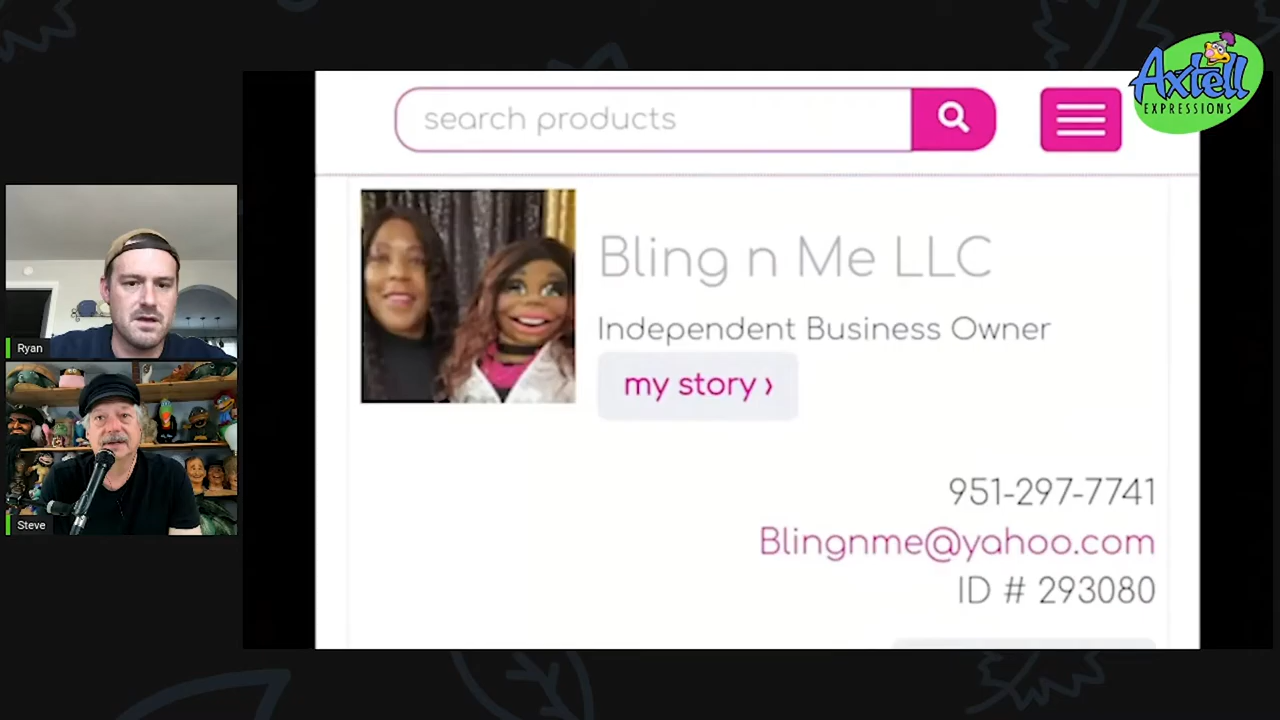 Axtell
EXPRESSIONS
search products
Bling n Me LLC
Independent Business Owner
my story ›
951-297-7741
Blingnme@yahoo.com
ID # 293080
Ryan
Steve